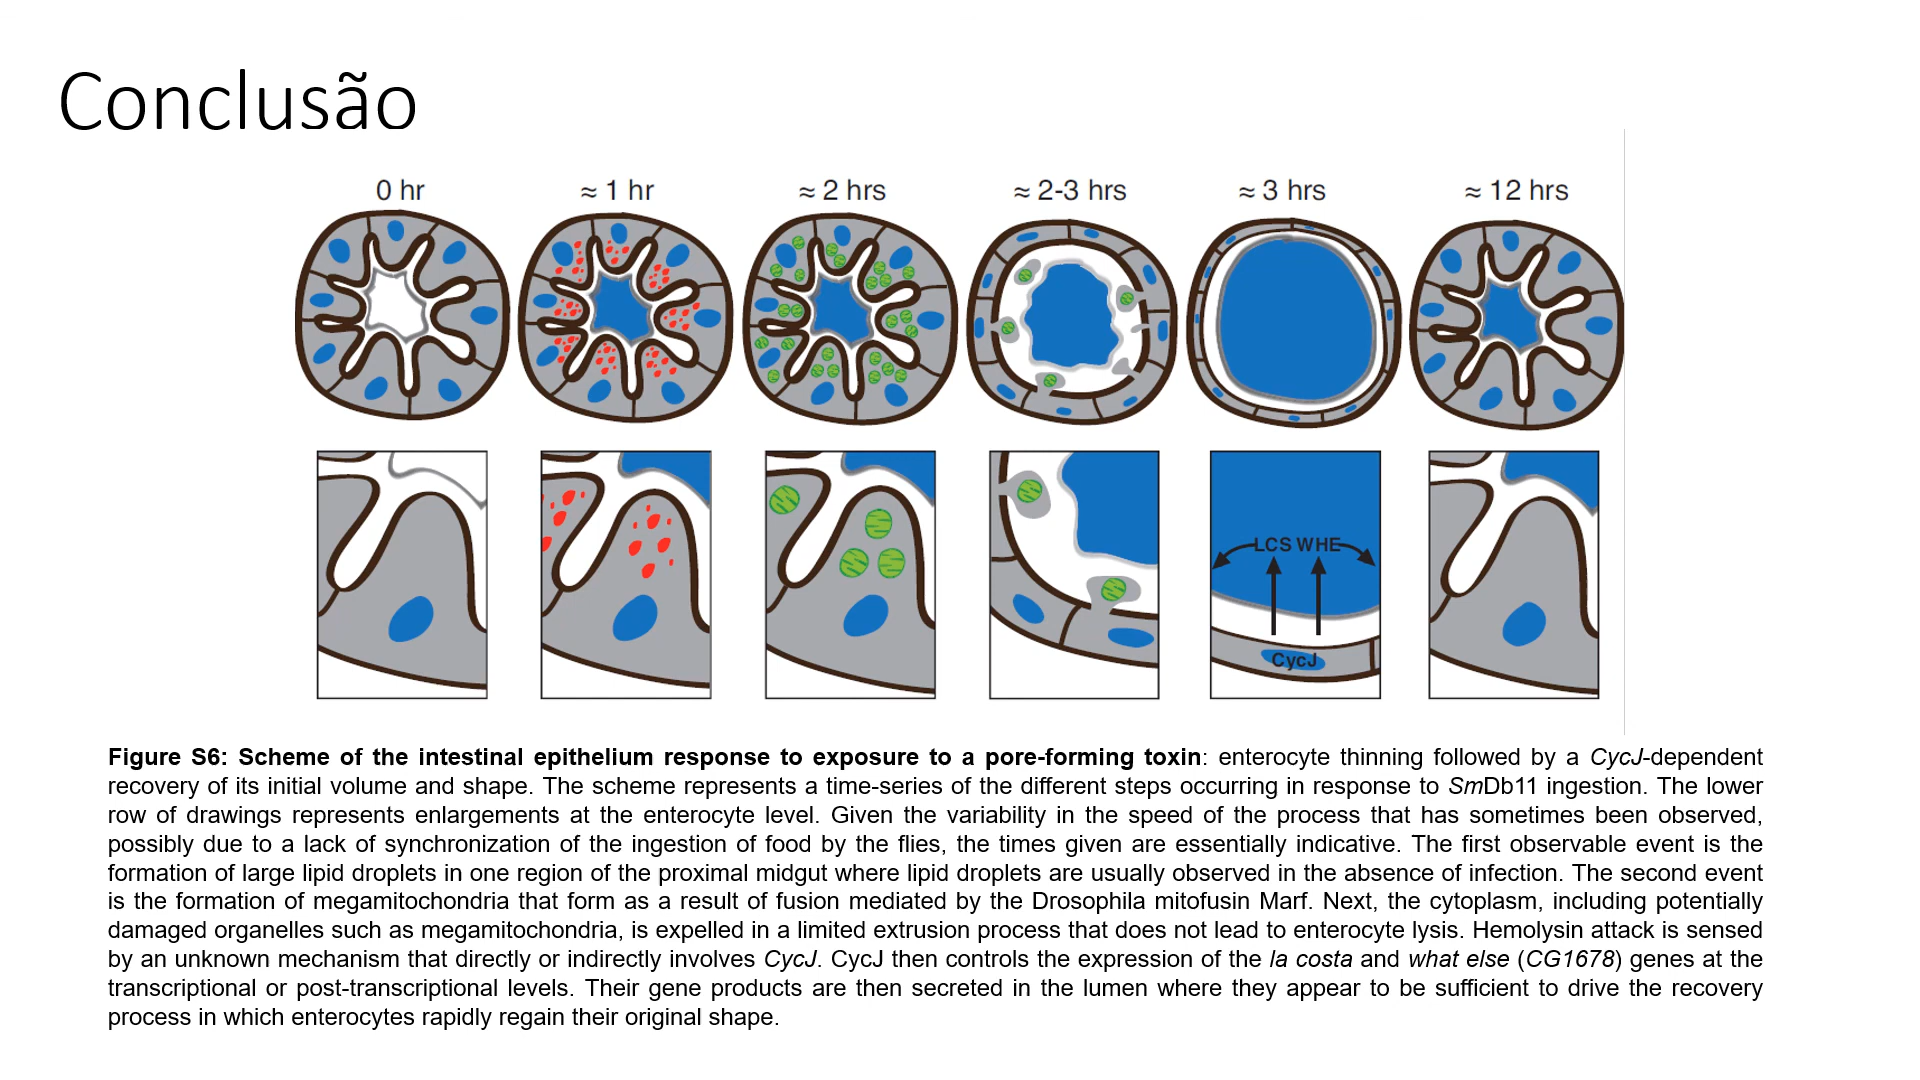 Conclusão
0 hr
≈ 1 hr
≈ 2 hrs
≈ 2-3 hrs
≈ 3 hrs
≈ 12 hrs
LCS WHE
CycJ
Figure S6: Scheme of the intestinal epithelium response to exposure to a pore-forming toxin: enterocyte thinning followed by a CycJ-dependent
recovery of its initial volume and shape. The scheme represents a time-series of the different steps occurring in response to SmDb11 ingestion. The lower
row of drawings represents enlargements at the enterocyte level. Given the variability in the speed of the process that has sometimes been observed,
possibly due to a lack of synchronization of the ingestion of food by the flies, the times given are essentially indicative. The first observable event is the
formation of large lipid droplets in one region of the proximal midgut where lipid droplets are usually observed in the absence of infection. The second event
is the formation of megamitochondria that form as a result of fusion mediated by the Drosophila mitofusin Marf. Next, the cytoplasm, including potentially
damaged organelles such as megamitochondria, is expelled in a limited extrusion process that does not lead to enterocyte lysis. Hemolysin attack is sensed
by an unknown mechanism that directly or indirectly involves CycJ. CycJ then controls the expression of the la costa and what else (CG1678) genes at the
transcriptional or post-transcriptional levels. Their gene products are then secreted in the lumen where they appear to be sufficient to drive the recovery
process in which enterocytes rapidly regain their original shape.